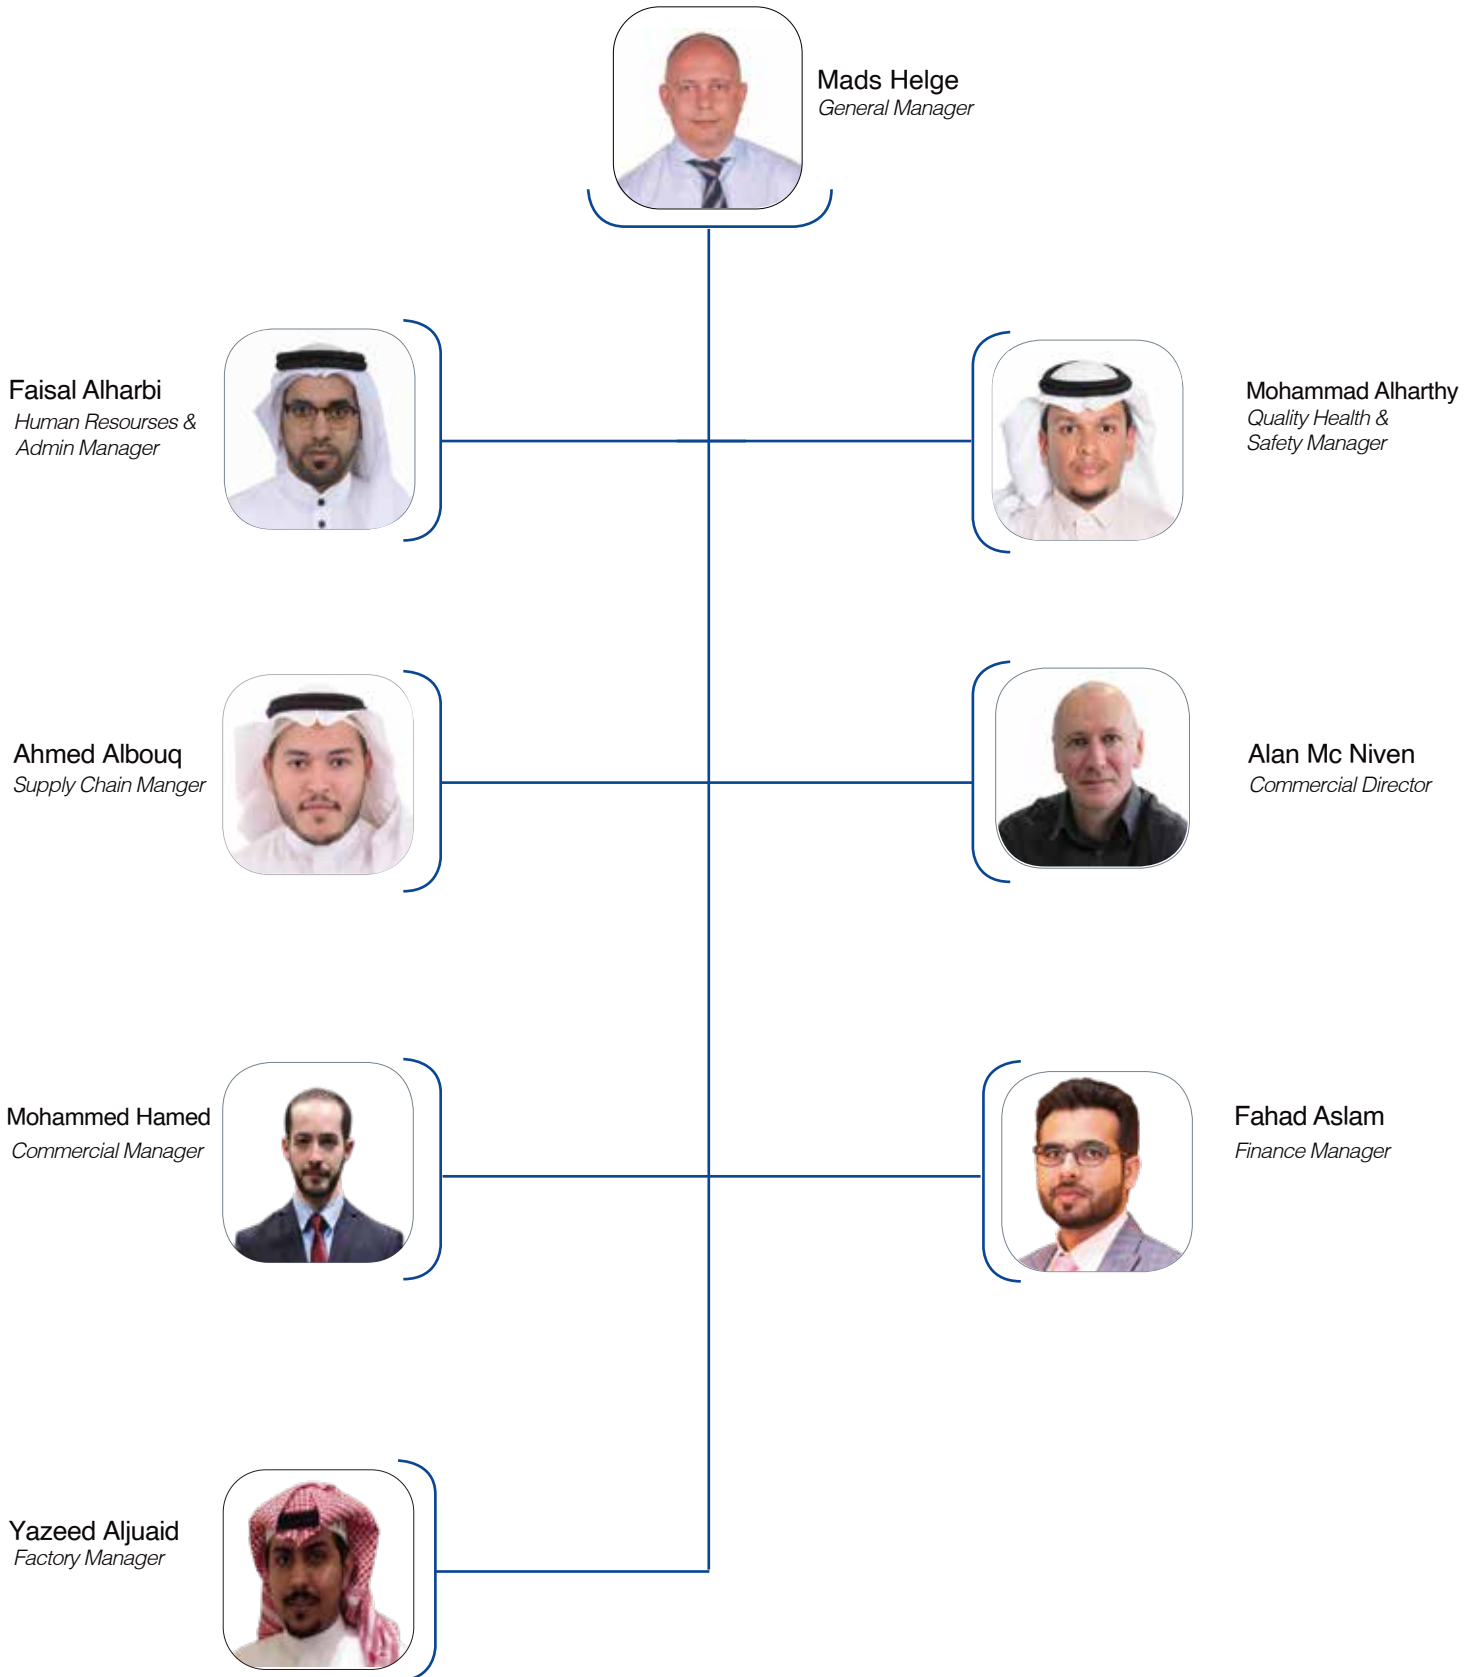 Mads Helge
General Manager
Faisal Alharbi
Human Resourses &
Admin Manager
Mohammad Alharthy
Quality Health &
Safety Manager
Ahmed Albouq
Supply Chain Manger
Alan Mc Niven
Commercial Director
Mohammed Hamed
Commercial Manager
Fahad Aslam
Finance Manager
Yazeed Aljuaid
Factory Manager